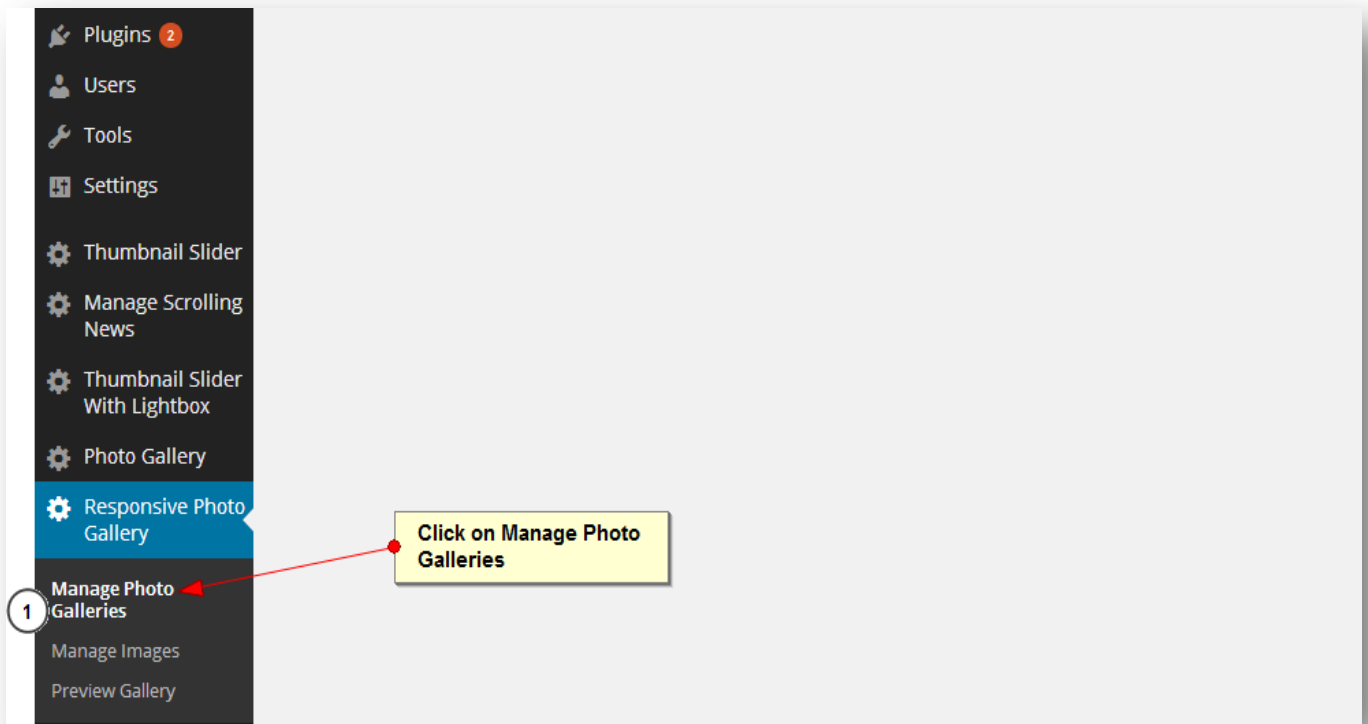 Plugins 2
Users
Tools
Settings
Thumbnail Slider
Manage Scrolling
News
Thumbnail Slider
With Lightbox
Photo Gallery
Responsive Photo
Gallery
Click on Manage Photo
Galleries
Manage Photo
1 Galleries
Manage Images
Preview Gallery